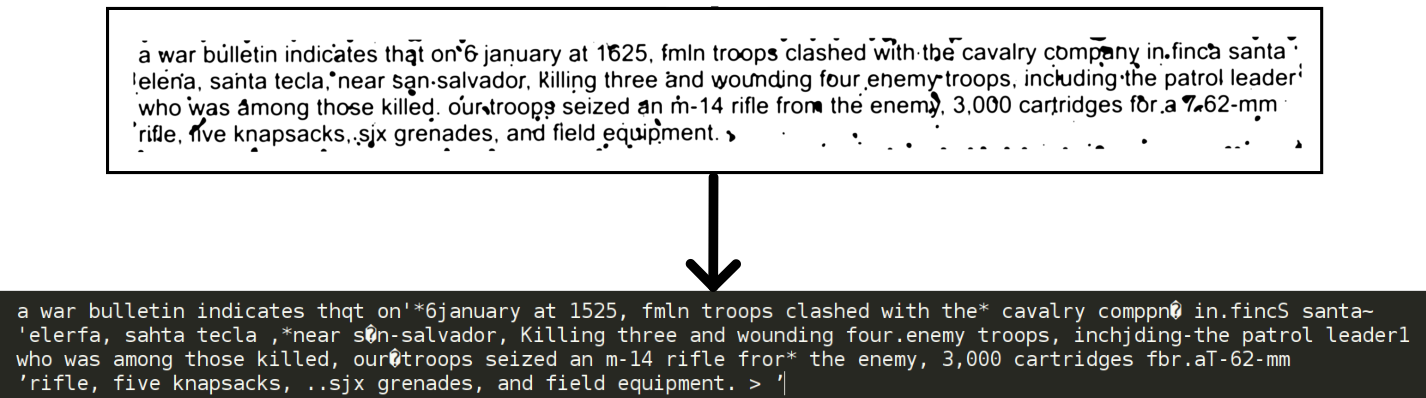 a war bulletin indicates that on 6 january at 1625, fmln troops clashed with the cavalry company in finca santa
elena, santa tecla, near san-salvador, Killing three and wounding four enemy troops, including the patrol leader
who was among those killed. our troops seized an m-14 rifle from the enemy, 3,000 cartridges for a 7.62-mm
rifle, five knapsacks, six grenades, and field equipment.
a war bulletin indicates thqt on'*6january at 1525, fmln troops clashed with the* cavalry comppn� in.fincS santa~
'elerfa, sahta tecla ,*near s�n-salvador, Killing three and wounding four.enemy troops, inchjding-the patrol leader1
who was among those killed, our�troops seized an m-14 rifle fror* the enemy, 3,000 cartridges fbr.aT-62-mm
’rifle, five knapsacks, ..sjx grenades, and field equipment. > ’